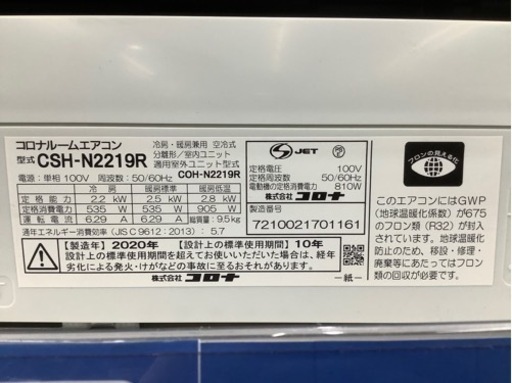 コロナルームエアコン
型式 CSH-N2219R
冷房・暖房兼用 空冷式
分離形/室内ユニット
適用室外ユニット型式 COH-N2219R
電源：単相 100V 周波数：50/60Hz
冷房 暖房標準 暖房低温
定格能力 2.2 kW 2.5 kW 2.8 kW
定格消費電力 535 W 535 W 905 W
運転電流 6.29 A 6.29 A 総質量 9.5kg
通年エネルギー消費効率(JIS C 9612：2013)：5.7
JET
定格電圧 100V
定格周波数 50/60Hz
電動機の定格消費電力 810W
株式会社 コロナ
7210021701161
【製造年】2020年 【設計上の標準使用期間】10年
設計上の標準使用期間を超えてお使いいただいた場合は、経年
劣化による発火・けがなどの事故に至るおそれがあります。
株式会社 コロナ
-紙-
フロンの見える化
このエアコンにはGWP
(地球温暖化係数)が675
のフロン類(R32)が封
入されています。地球温暖化
防止のため、移設・修理・
廃棄等にあたってはフロン
類の回収が必要です。